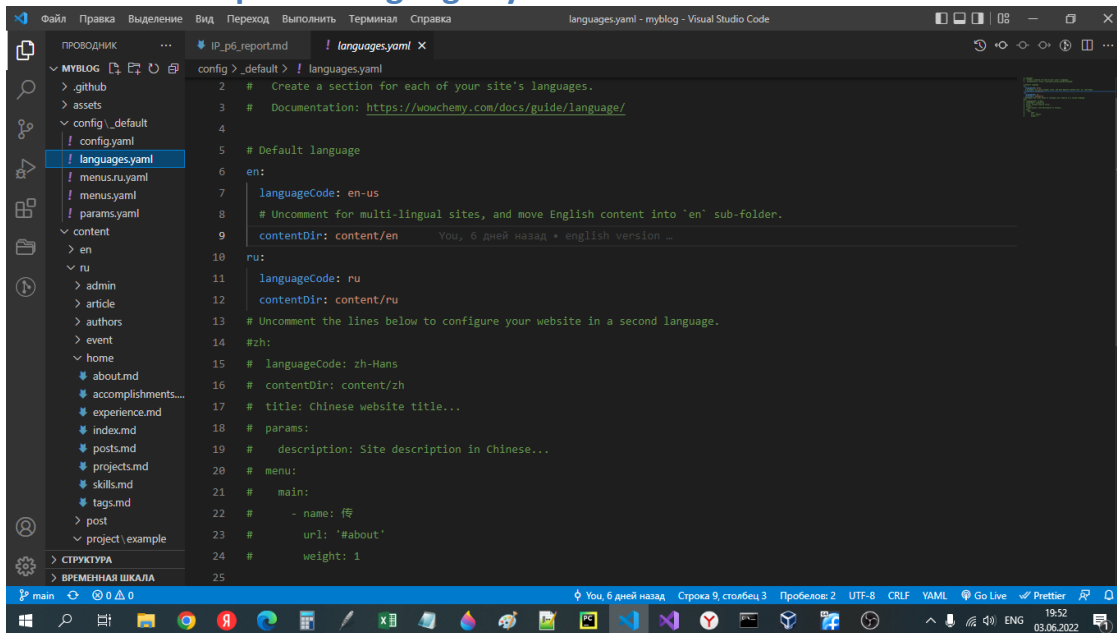 Файл Правка Выделение Вид Переход Выполнить Терминал Справка
languages.yaml - myblog - Visual Studio Code
ПРОВОДНИК
IP_p6_report.md
! languages.yaml
MYBLOG
config > _default > ! languages.yaml
> .github
> assets
config\_default
! config.yaml
! languages.yaml
! menus.ru.yaml
! menus.yaml
! params.yaml
content
> en
ru
> admin
> article
> authors
> event
home
about.md
accomplishments....
experience.md
index.md
posts.md
projects.md
skills.md
tags.md
> post
project\example
> СТРУКТУРА
> ВРЕМЕННАЯ ШКАЛА
2 # Create a section for each of your site's languages.
3 # Documentation: https://wowchemy.com/docs/guide/language/
4
5 # Default language
6 en:
7 languageCode: en-us
8 # Uncomment for multi-lingual sites, and move English content into `en` sub-folder.
9 contentDir: content/en You, 6 дней назад • english version …
10 ru:
11 languageCode: ru
12 contentDir: content/ru
13 # Uncomment the lines below to configure your website in a second language.
14 #zh:
15 # languageCode: zh-Hans
16 # contentDir: content/zh
17 # title: Chinese website title...
18 # params:
19 # description: Site description in Chinese...
20 # menu:
21 # main:
22 # - name: 传
23 # url: '#about'
24 # weight: 1
25
main 0 0 You, 6 дней назад Строка 9, столбец 3 Пробелов: 2 UTF-8 CRLF YAML Go Live Prettier
ENG 19:52
03.06.2022